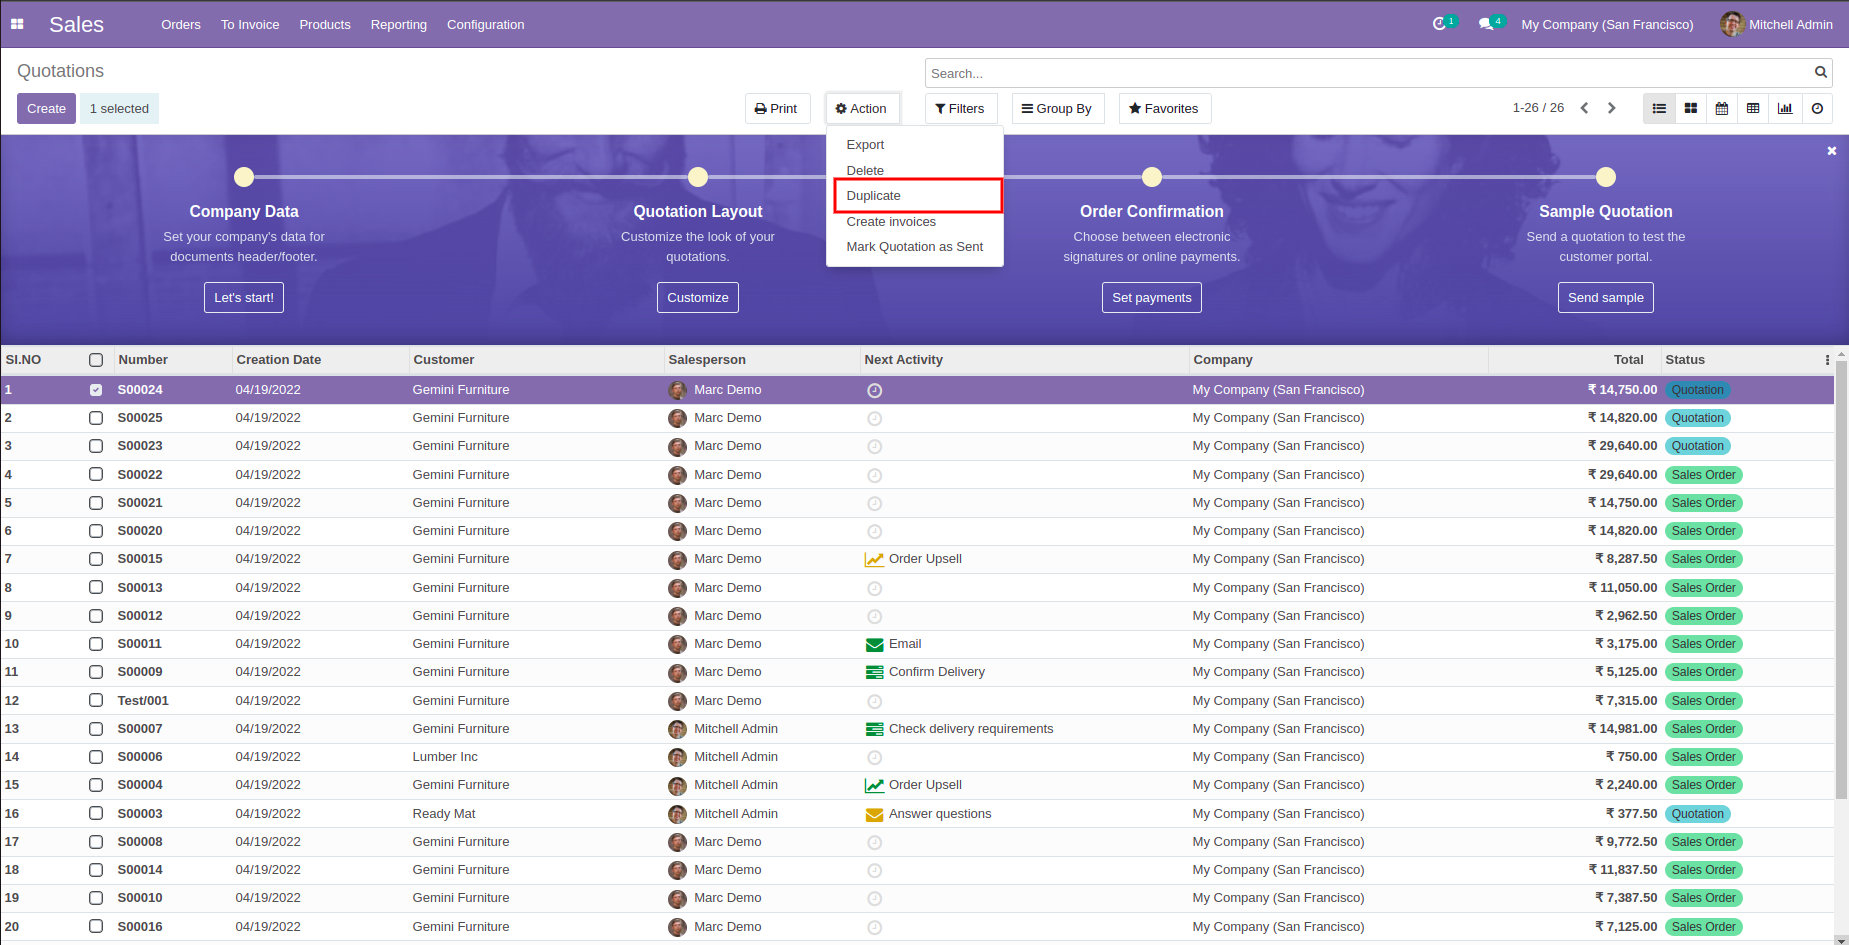 Sales Orders To Invoice Products Reporting Configuration 1 4 My Company (San Francisco) Mitchell Admin
Quotations
Search...
Create 1 selected Print Action Filters Group By Favorites 1-26 / 26
Export
Delete
Duplicate
Create invoices
Mark Quotation as Sent
Company Data
Set your company's data for
documents header/footer.
Let's start!
Quotation Layout
Customize the look of your
quotations.
Customize
Order Confirmation
Choose between electronic
signatures or online payments.
Set payments
Sample Quotation
Send a quotation to test the
customer portal.
Send sample
SI.NO Number Creation Date Customer Salesperson Next Activity Company Total Status
1 S00024 04/19/2022 Gemini Furniture Marc Demo My Company (San Francisco) ₹ 14,750.00 Quotation
2 S00025 04/19/2022 Gemini Furniture Marc Demo My Company (San Francisco) ₹ 14,820.00 Quotation
3 S00023 04/19/2022 Gemini Furniture Marc Demo My Company (San Francisco) ₹ 29,640.00 Quotation
4 S00022 04/19/2022 Gemini Furniture Marc Demo My Company (San Francisco) ₹ 29,640.00 Sales Order
5 S00021 04/19/2022 Gemini Furniture Marc Demo My Company (San Francisco) ₹ 14,750.00 Sales Order
6 S00020 04/19/2022 Gemini Furniture Marc Demo My Company (San Francisco) ₹ 14,820.00 Sales Order
7 S00015 04/19/2022 Gemini Furniture Marc Demo Order Upsell My Company (San Francisco) ₹ 8,287.50 Sales Order
8 S00013 04/19/2022 Gemini Furniture Marc Demo My Company (San Francisco) ₹ 11,050.00 Sales Order
9 S00012 04/19/2022 Gemini Furniture Marc Demo My Company (San Francisco) ₹ 2,962.50 Sales Order
10 S00011 04/19/2022 Gemini Furniture Marc Demo Email My Company (San Francisco) ₹ 3,175.00 Sales Order
11 S00009 04/19/2022 Gemini Furniture Marc Demo Confirm Delivery My Company (San Francisco) ₹ 5,125.00 Sales Order
12 Test/001 04/19/2022 Gemini Furniture Marc Demo My Company (San Francisco) ₹ 7,315.00 Sales Order
13 S00007 04/19/2022 Gemini Furniture Mitchell Admin Check delivery requirements My Company (San Francisco) ₹ 14,981.00 Sales Order
14 S00006 04/19/2022 Lumber Inc Mitchell Admin My Company (San Francisco) ₹ 750.00 Sales Order
15 S00004 04/19/2022 Gemini Furniture Mitchell Admin Order Upsell My Company (San Francisco) ₹ 2,240.00 Sales Order
16 S00003 04/19/2022 Ready Mat Mitchell Admin Answer questions My Company (San Francisco) ₹ 377.50 Quotation
17 S00008 04/19/2022 Gemini Furniture Marc Demo My Company (San Francisco) ₹ 9,772.50 Sales Order
18 S00014 04/19/2022 Gemini Furniture Marc Demo My Company (San Francisco) ₹ 11,837.50 Sales Order
19 S00010 04/19/2022 Gemini Furniture Marc Demo My Company (San Francisco) ₹ 7,387.50 Sales Order
20 S00016 04/19/2022 Gemini Furniture Marc Demo My Company (San Francisco) ₹ 7,125.00 Sales Order